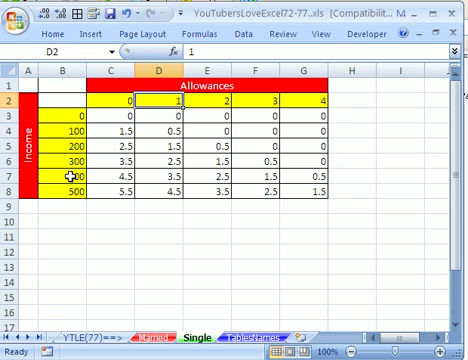 YouTubersLoveExcel72-77...xls [Compatibilit...
Home Insert Page Layout Formulas Data Review View Developer
D2 fx 1
A B C D E F G H I J
1 Allowances
2 0 1 2 3 4
Income
3 0 0 0 0 0 0
4 100 1.5 0.5 0 0 0
5 200 2.5 1.5 0.5 0 0
6 300 3.5 2.5 1.5 0.5 0
7 00 4.5 3.5 2.5 1.5 0.5
8 500 5.5 4.5 3.5 2.5 1.5
9
10
11
12
13
14
15
16
17
YTLE(77)==> Married Single TablesNames
Ready 100%